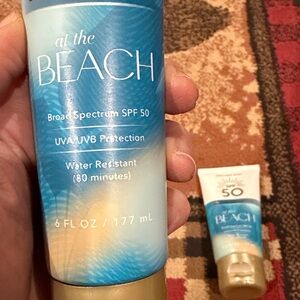 at the
BEACH
Broad Spectrum SPF 50
UVA/UVB Protection
Water Resistant
(80 minutes)
6 FL OZ / 177 mL
SPF
50
BEACH